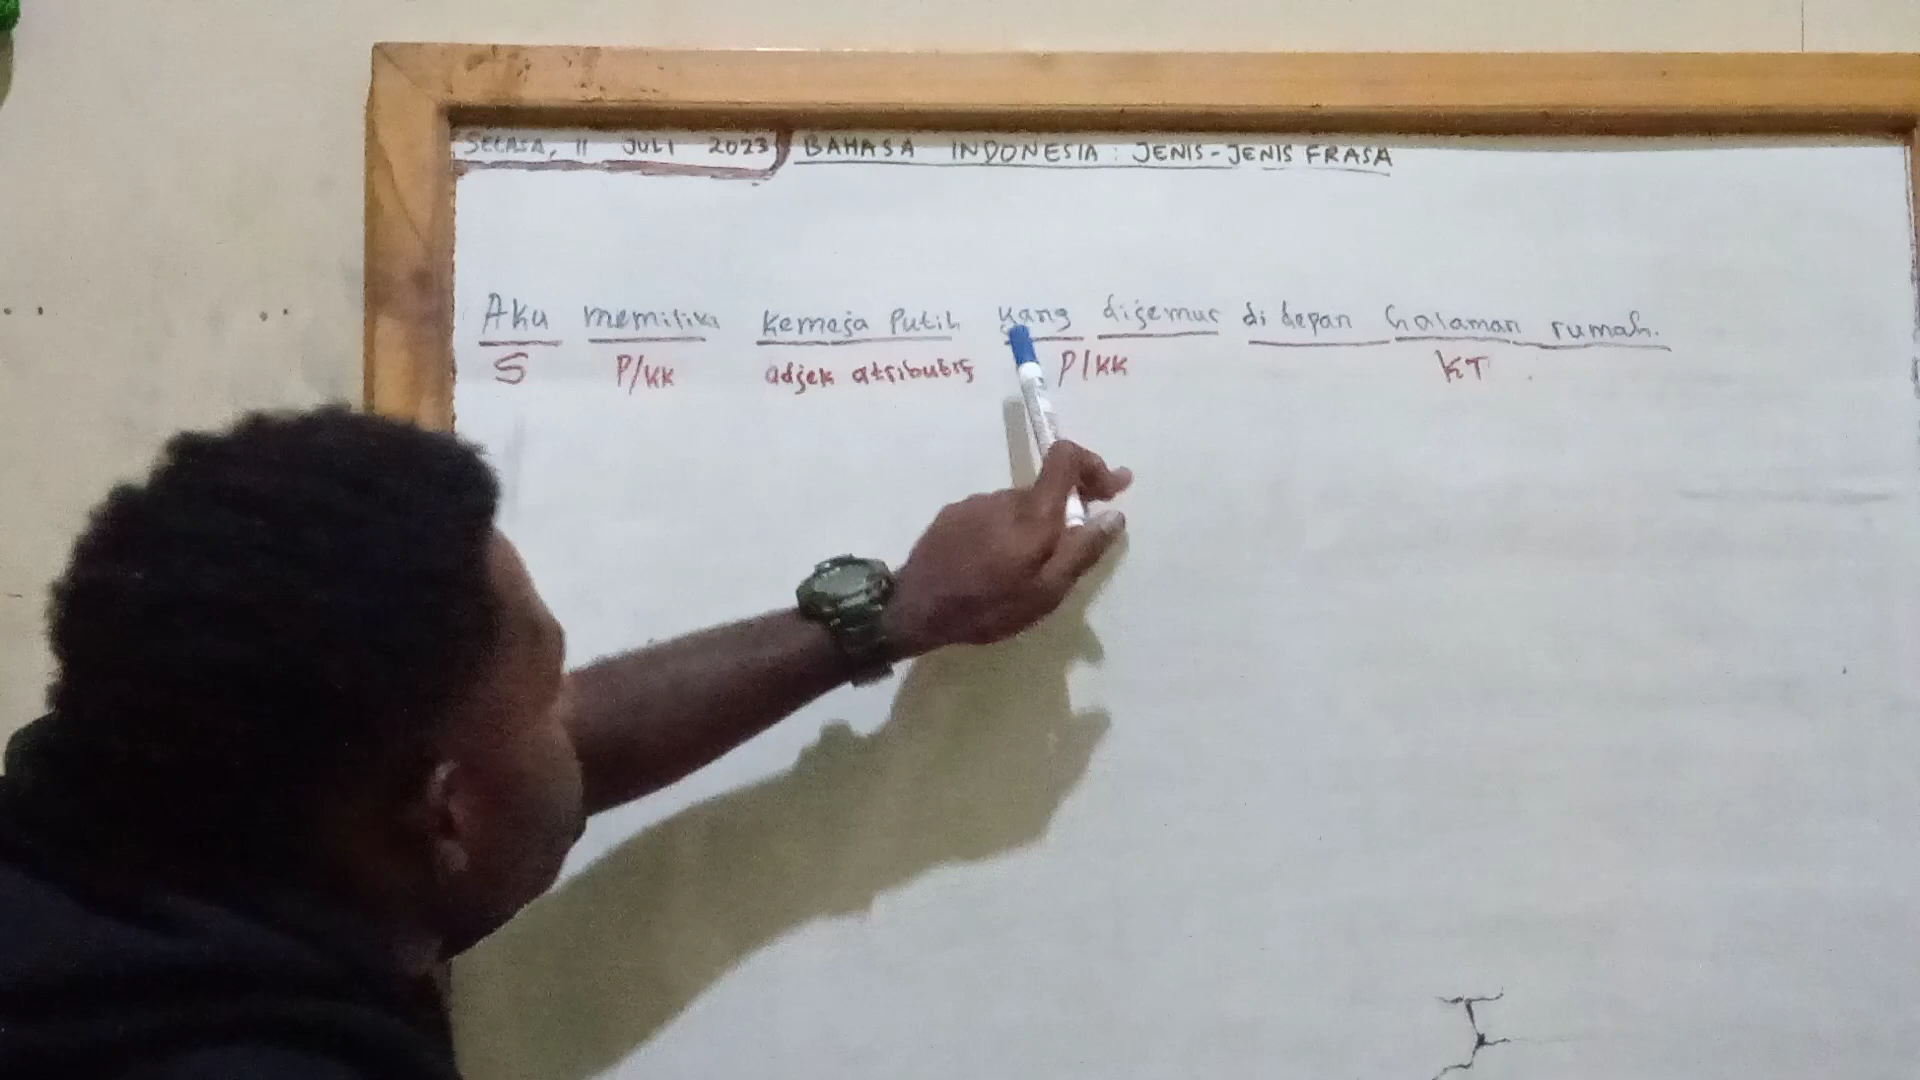 SELASA, 11 JULI 2023 BAHASA INDONESIA : JENIS-JENIS FRASA
Aku memiliki kemeja Putih yang dijemur di depan halaman rumah.
S P/KK adjek atributif P/KK KT